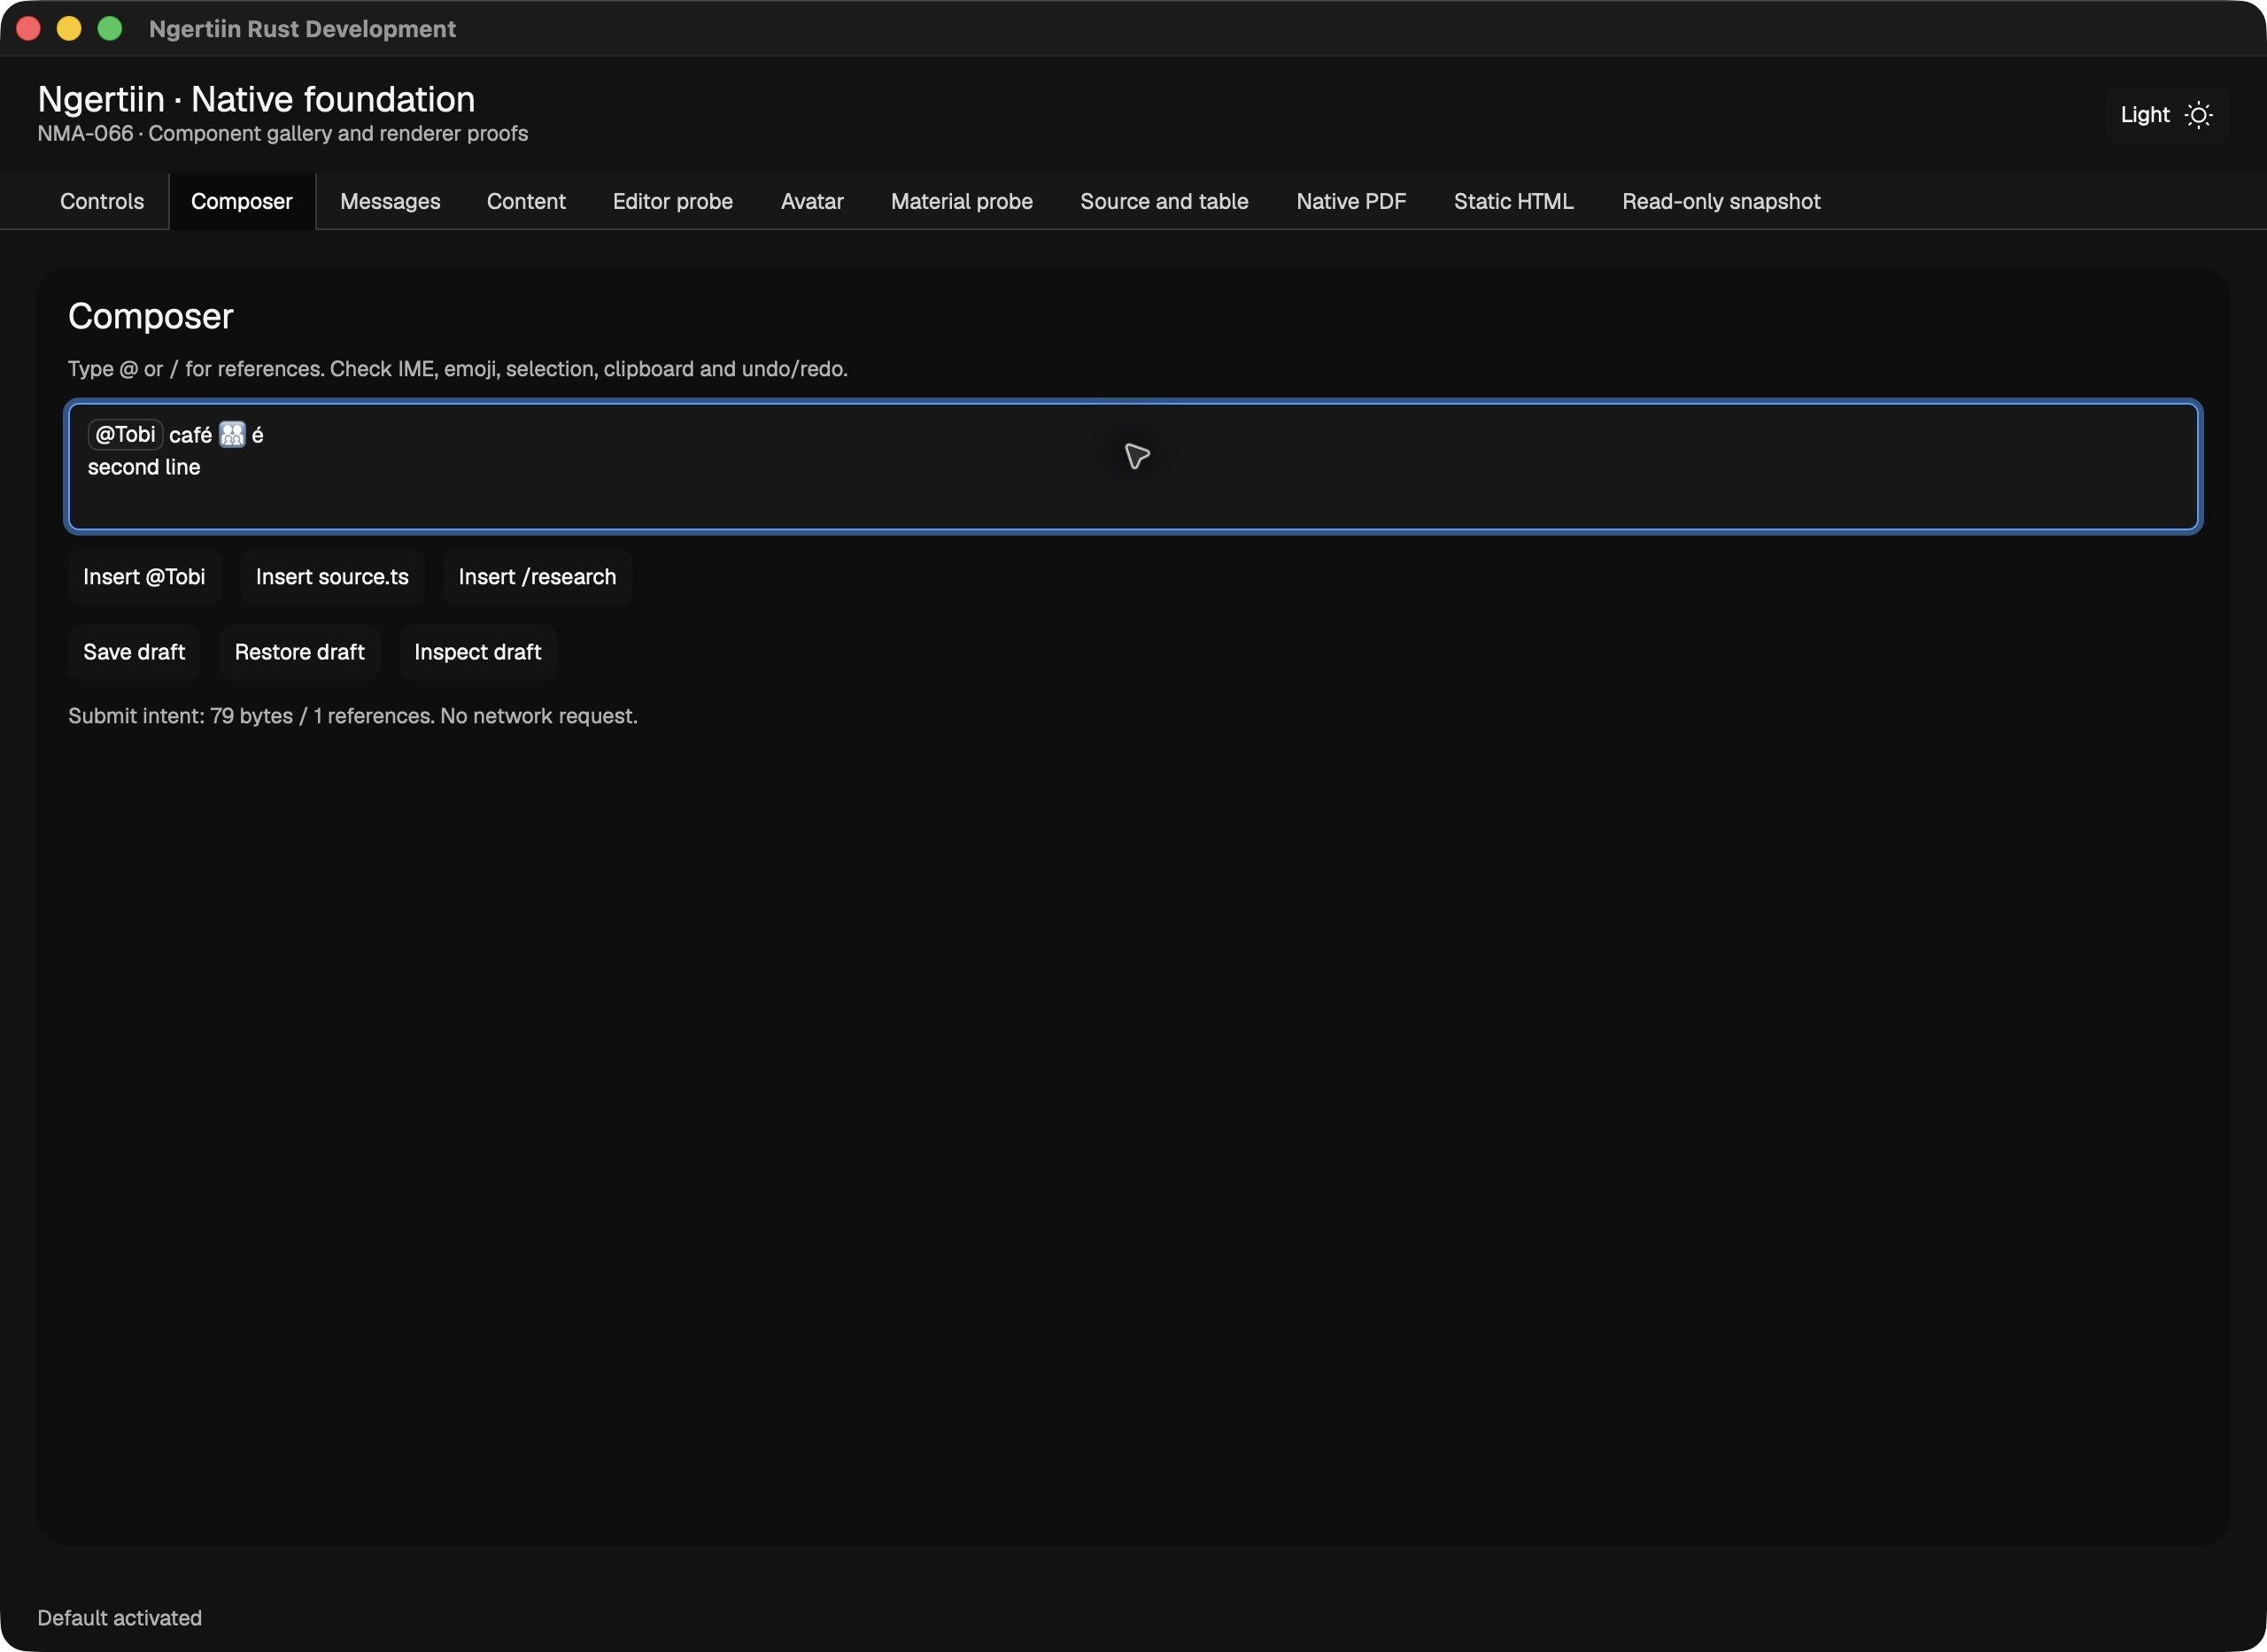 Ngertiin Rust Development
Ngertiin · Native foundation
NMA-066 · Component gallery and renderer proofs
Light
Controls Composer Messages Content Editor probe Avatar Material probe Source and table Native PDF Static HTML Read-only snapshot
Composer
Type @ or / for references. Check IME, emoji, selection, clipboard and undo/redo.
@Tobi café 👨‍👩‍👧‍👦 é
second line
Insert @Tobi Insert source.ts Insert /research
Save draft Restore draft Inspect draft
Submit intent: 79 bytes / 1 references. No network request.
Default activated